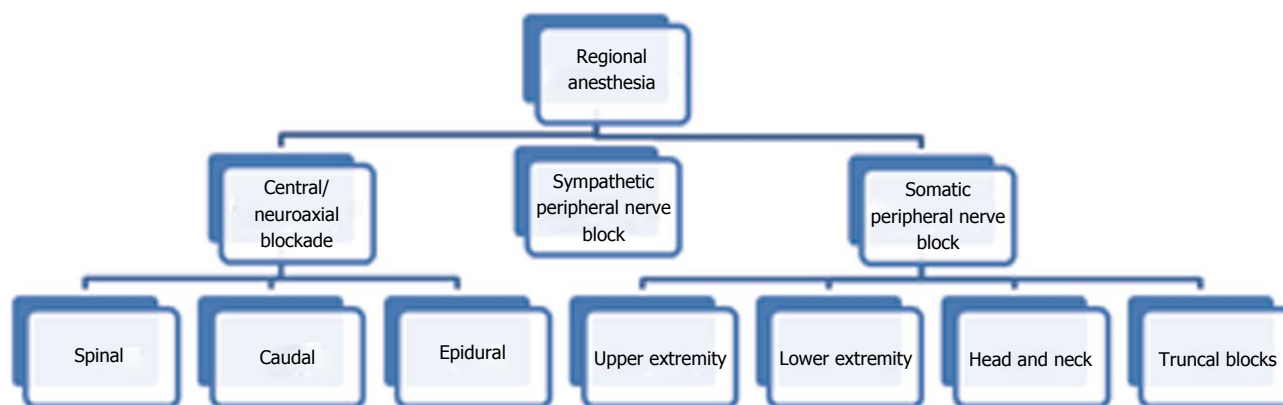 Regional
anesthesia
Central/
neuroaxial
blockade
Sympathetic
peripheral nerve
block
Somatic
peripheral nerve
block
Spinal
Caudal
Epidural
Upper extremity
Lower extremity
Head and neck
Truncal blocks